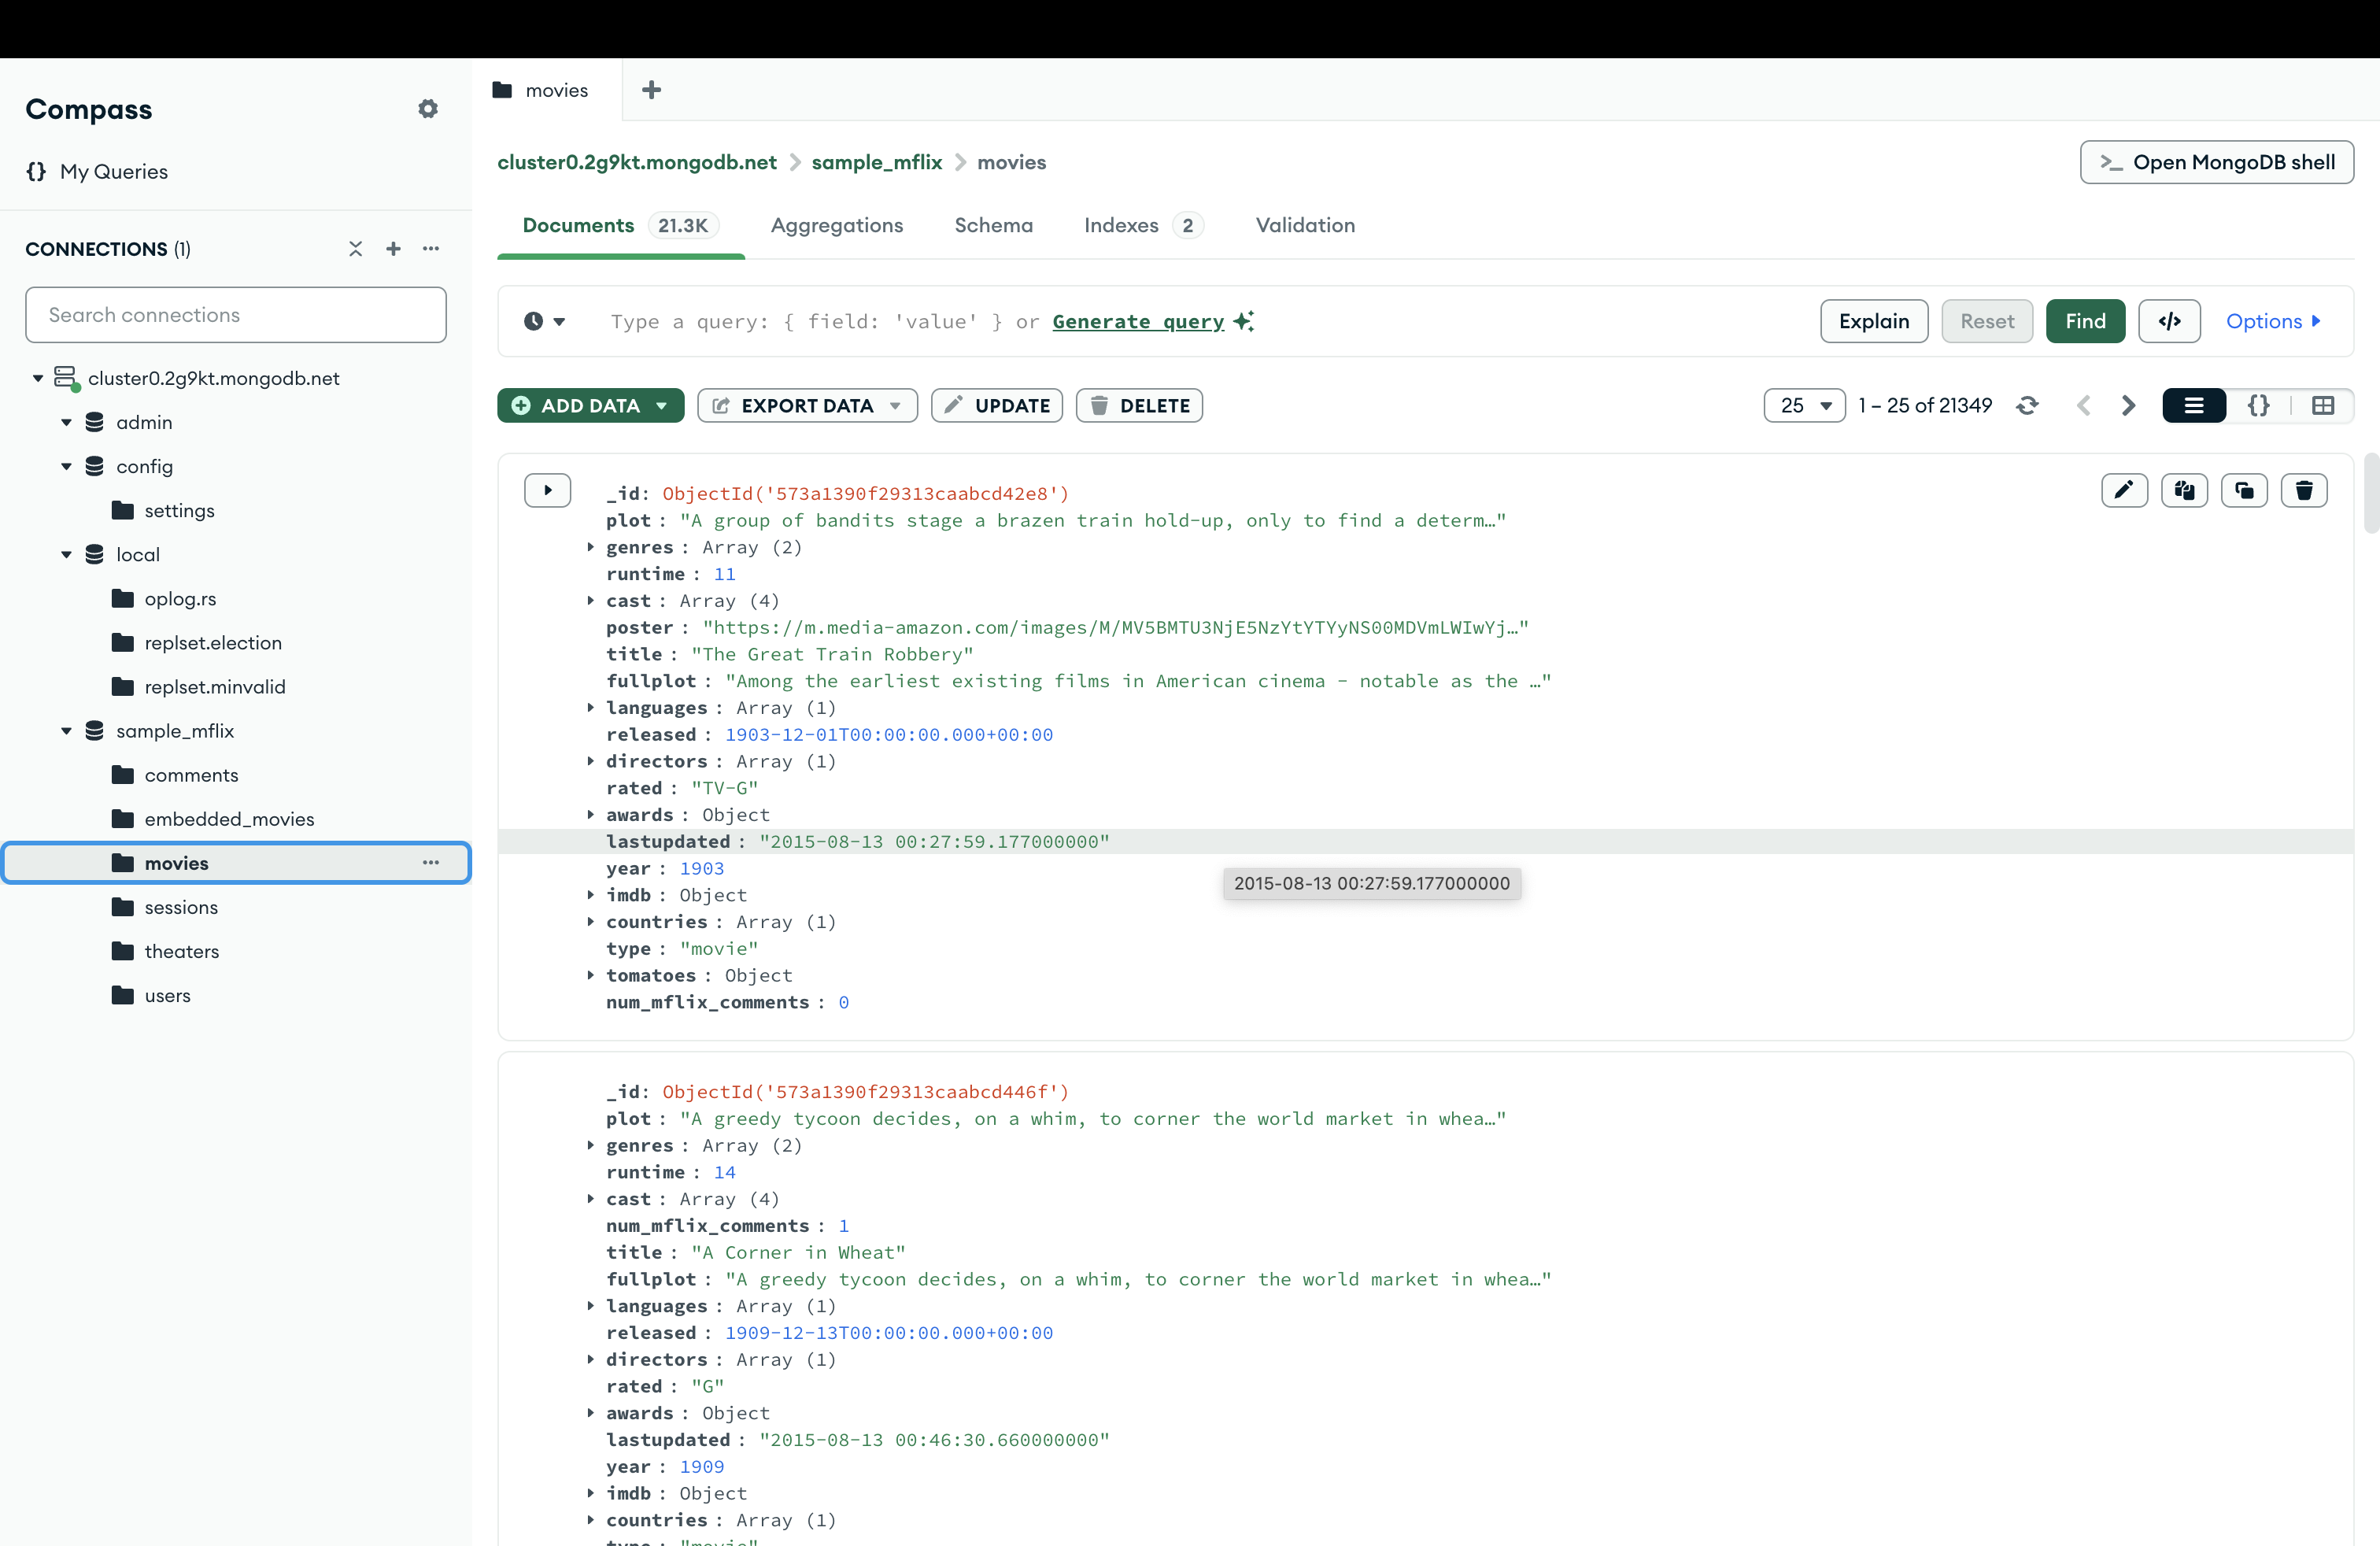 Compass
{} My Queries
CONNECTIONS (1)
Search connections
cluster0.2g9kt.mongodb.net
admin
config
settings
local
oplog.rs
replset.election
replset.minvalid
sample_mflix
comments
embedded_movies
movies
sessions
theaters
users
movies
cluster0.2g9kt.mongodb.net > sample_mflix > movies
>_ Open MongoDB shell
Documents 21.3K Aggregations Schema Indexes 2 Validation
Type a query: { field: 'value' } or Generate query
Explain Reset Find </> Options
ADD DATA EXPORT DATA UPDATE DELETE
25 1 – 25 of 21349 {}
_id: ObjectId('573a1390f29313caabcd42e8')
plot : "A group of bandits stage a brazen train hold-up, only to find a determ…"
genres : Array (2)
runtime : 11
cast : Array (4)
poster : "https://m.media-amazon.com/images/M/MV5BMTU3NjE5NzYtYTYyNS00MDVmLWIwYj…"
title : "The Great Train Robbery"
fullplot : "Among the earliest existing films in American cinema - notable as the …"
languages : Array (1)
released : 1903-12-01T00:00:00.000+00:00
directors : Array (1)
rated : "TV-G"
awards : Object
lastupdated : "2015-08-13 00:27:59.177000000"
year : 1903
2015-08-13 00:27:59.177000000
imdb : Object
countries : Array (1)
type : "movie"
tomatoes : Object
num_mflix_comments : 0
_id: ObjectId('573a1390f29313caabcd446f')
plot : "A greedy tycoon decides, on a whim, to corner the world market in whea…"
genres : Array (2)
runtime : 14
cast : Array (4)
num_mflix_comments : 1
title : "A Corner in Wheat"
fullplot : "A greedy tycoon decides, on a whim, to corner the world market in whea…"
languages : Array (1)
released : 1909-12-13T00:00:00.000+00:00
directors : Array (1)
rated : "G"
awards : Object
lastupdated : "2015-08-13 00:46:30.660000000"
year : 1909
imdb : Object
countries : Array (1)
type : "movie"